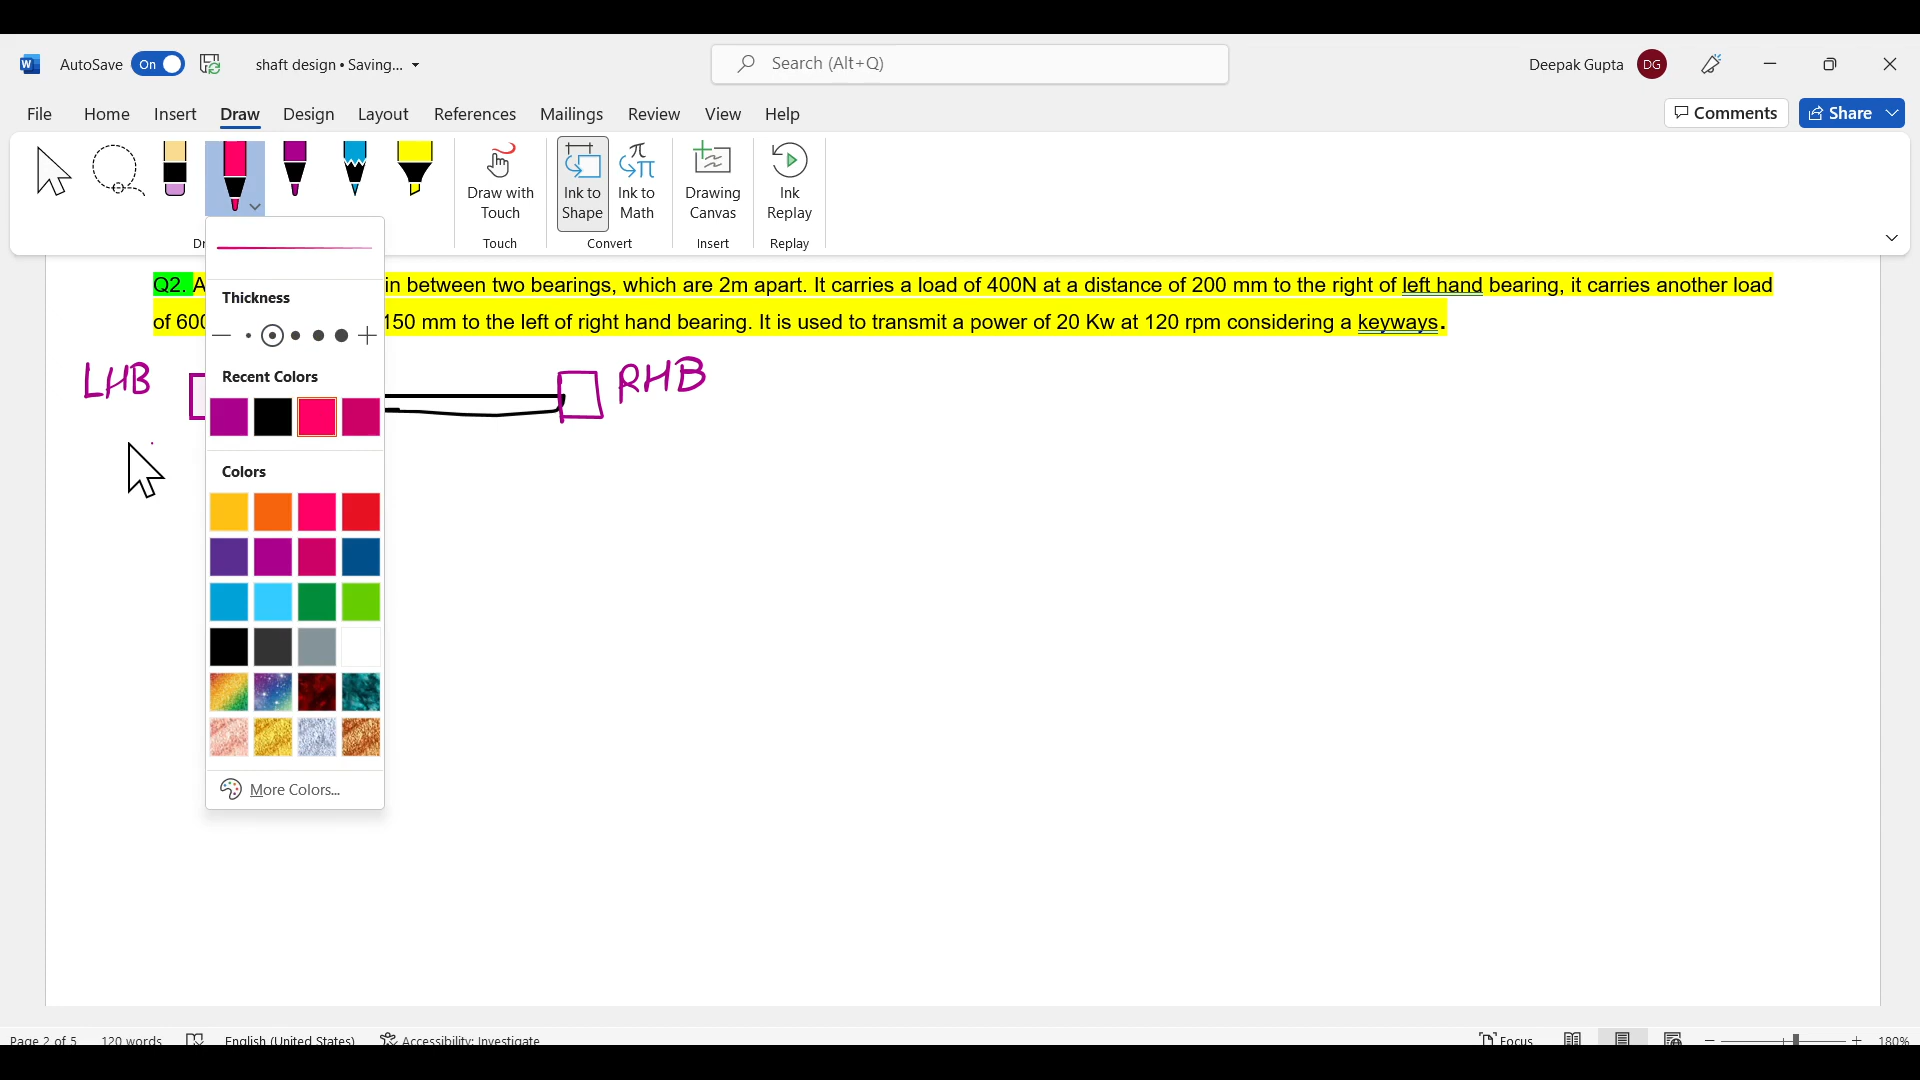 AutoSave On shaft design • Saving... Search (Alt+Q) Deepak Gupta DG
File Home Insert Draw Design Layout References Mailings Review View Help Comments Share
Draw with Touch Ink to Shape Ink to Math Drawing Canvas Ink Replay
Touch Convert Insert Replay
Q2. A in between two bearings, which are 2m apart. It carries a load of 400N at a distance of 200 mm to the right of left hand bearing, it carries another load
of 600 150 mm to the left of right hand bearing. It is used to transmit a power of 20 Kw at 120 rpm considering a keyways.
Thickness
LHB RHB
Recent Colors
Colors
More Colors...
Page 2 of 5 120 words English (United States) Accessibility: Investigate Focus 180%